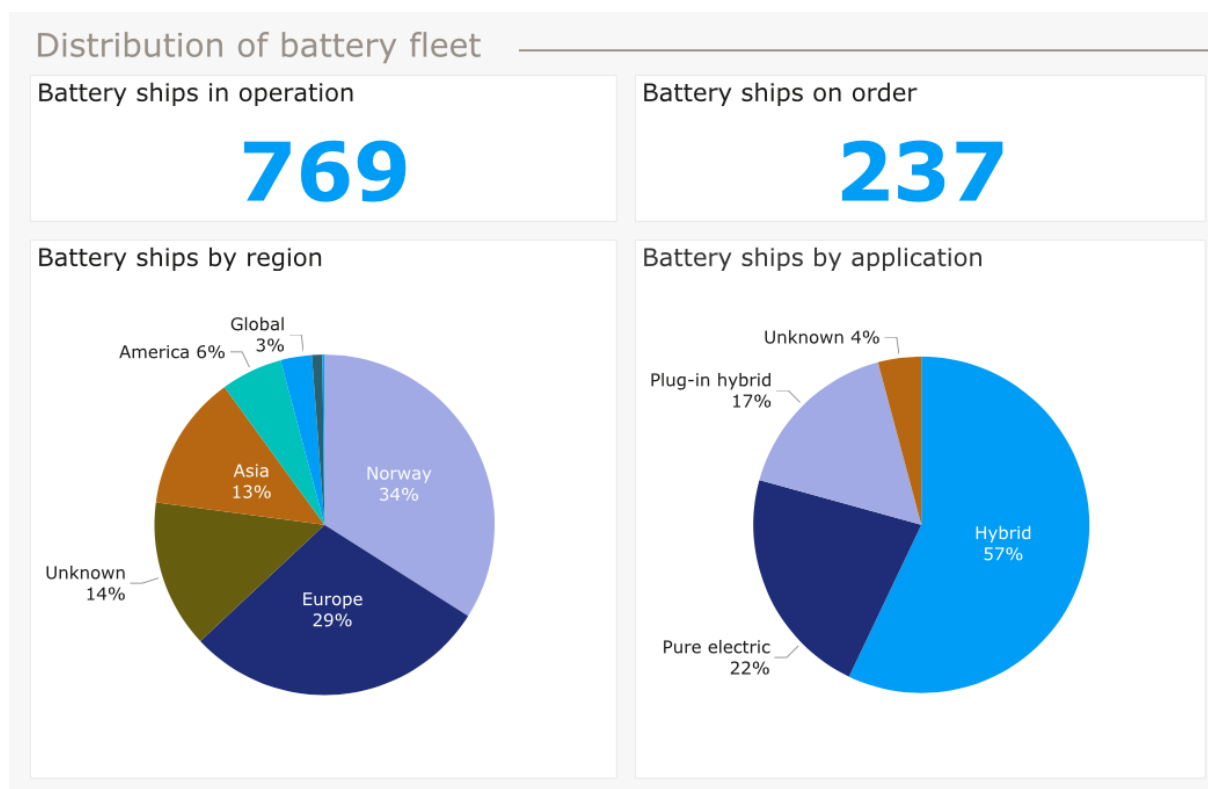 Distribution of battery fleet
Battery ships in operation
769
Battery ships on order
237
Battery ships by region
Global
3%
America 6%
Asia
13%
Norway
34%
Unknown
14%
Europe
29%
Battery ships by application
Unknown 4%
Plug-in hybrid
17%
Hybrid
57%
Pure electric
22%